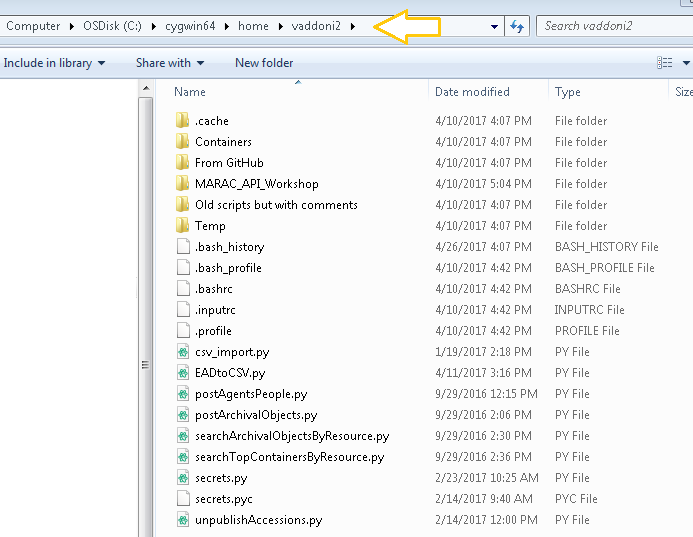 Computer OSDisk (C:) cygwin64 home vaddoni2 Search vaddoni2
Include in library Share with New folder
Name Date modified Type Size
.cache 4/10/2017 4:07 PM File folder
Containers 4/10/2017 4:07 PM File folder
From GitHub 4/10/2017 4:07 PM File folder
MARAC_API_Workshop 4/10/2017 5:04 PM File folder
Old scripts but with comments 4/10/2017 4:07 PM File folder
Temp 4/10/2017 4:07 PM File folder
.bash_history 4/26/2017 4:07 PM BASH_HISTORY File
.bash_profile 4/10/2017 4:42 PM BASH_PROFILE File
.bashrc 4/10/2017 4:42 PM BASHRC File
.inputrc 4/10/2017 4:42 PM INPUTRC File
.profile 4/10/2017 4:42 PM PROFILE File
csv_import.py 1/19/2017 2:18 PM PY File
EADtoCSV.py 4/11/2017 3:16 PM PY File
postAgentsPeople.py 9/29/2016 12:15 PM PY File
postArchivalObjects.py 9/29/2016 2:06 PM PY File
searchArchivalObjectsByResource.py 9/29/2016 2:30 PM PY File
searchTopContainersByResource.py 9/29/2016 2:36 PM PY File
secrets.py 2/23/2017 10:25 AM PY File
secrets.pyc 2/14/2017 9:40 AM PYC File
unpublishAccessions.py 2/14/2017 12:00 PM PY File